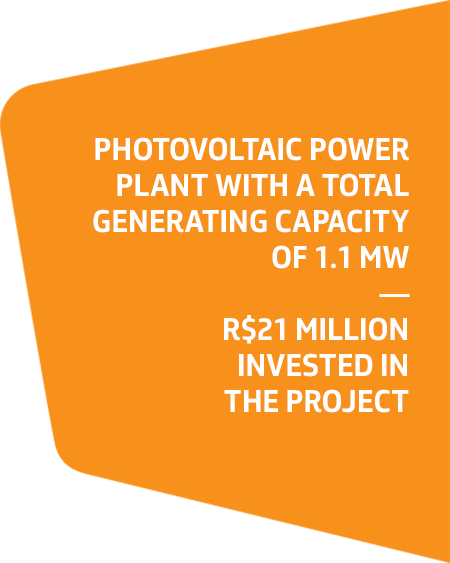 PHOTOVOLTAIC POWER
PLANT WITH A TOTAL
GENERATING CAPACITY
OF 1.1 MW
—
R$21 MILLION
INVESTED IN
THE PROJECT